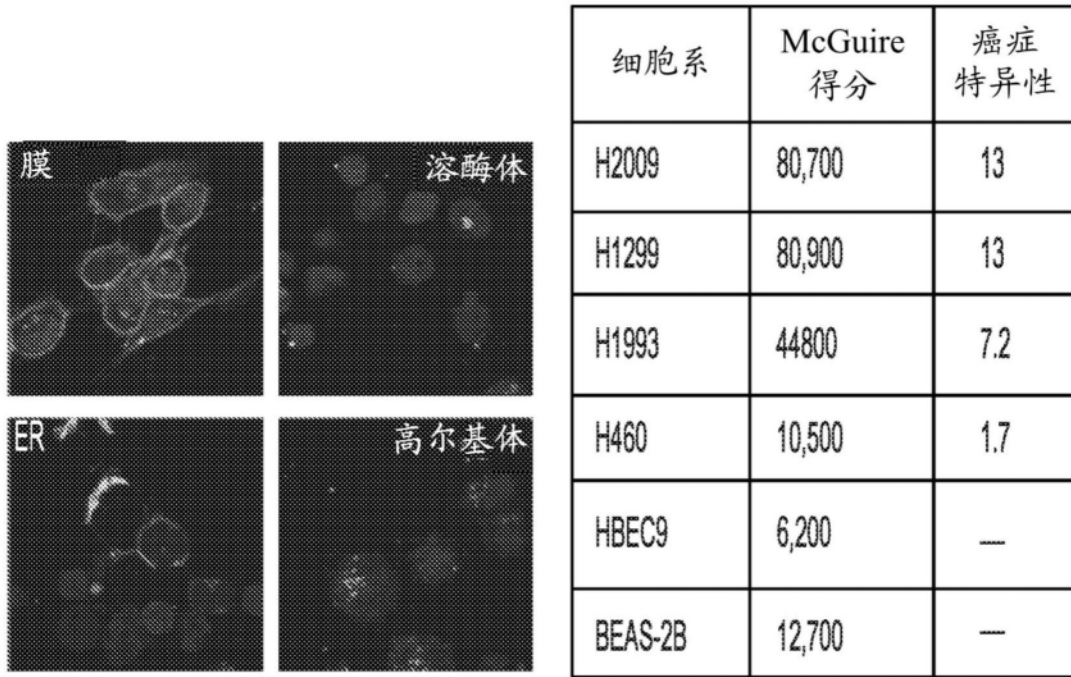 膜
溶酶体
ER
高尔基体
细胞系 McGuire 得分 癌症 特异性
H2009 80,700 13
H1299 80,900 13
H1993 44800 7.2
H460 10,500 1.7
HBEC9 6,200 —
BEAS-2B 12,700 —